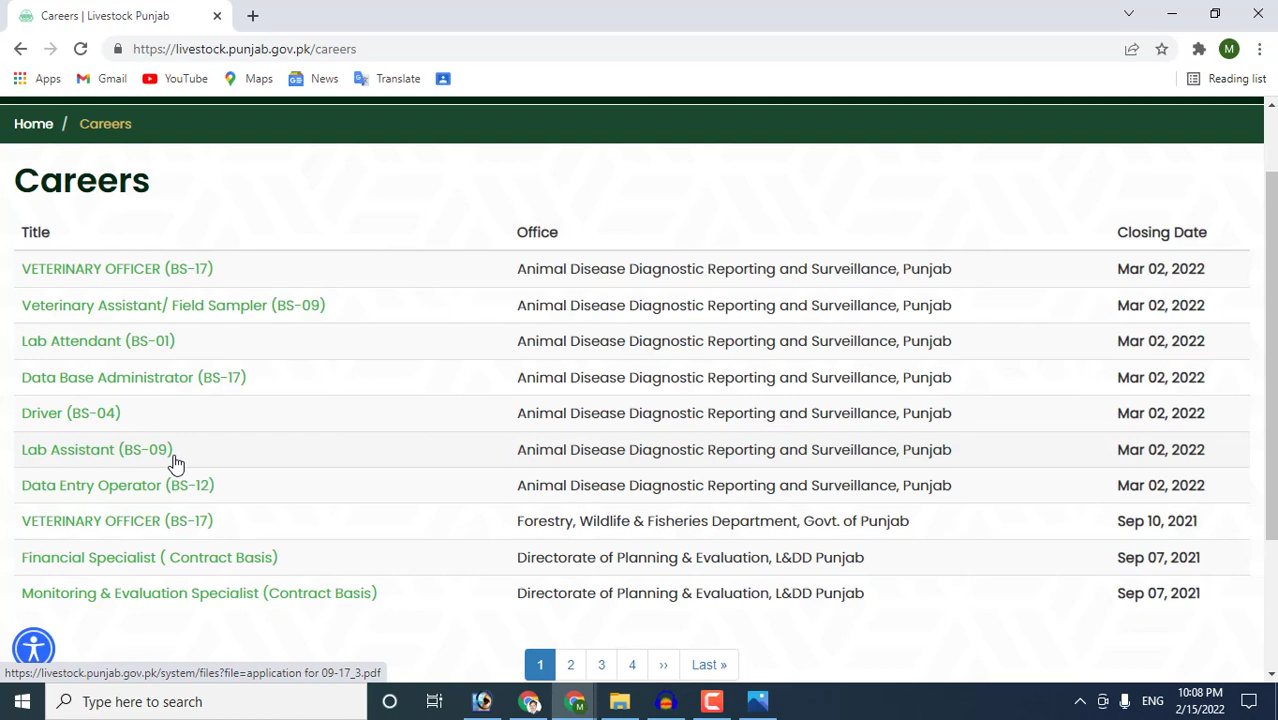 Careers | Livestock Punjab
https://livestock.punjab.gov.pk/careers
M
Apps Gmail YouTube Maps News Translate Reading list
Home / Careers
Careers
Title Office Closing Date
VETERINARY OFFICER (BS-17) Animal Disease Diagnostic Reporting and Surveillance, Punjab Mar 02, 2022
Veterinary Assistant/ Field Sampler (BS-09) Animal Disease Diagnostic Reporting and Surveillance, Punjab Mar 02, 2022
Lab Attendant (BS-01) Animal Disease Diagnostic Reporting and Surveillance, Punjab Mar 02, 2022
Data Base Administrator (BS-17) Animal Disease Diagnostic Reporting and Surveillance, Punjab Mar 02, 2022
Driver (BS-04) Animal Disease Diagnostic Reporting and Surveillance, Punjab Mar 02, 2022
Lab Assistant (BS-09) Animal Disease Diagnostic Reporting and Surveillance, Punjab Mar 02, 2022
Data Entry Operator (BS-12) Animal Disease Diagnostic Reporting and Surveillance, Punjab Mar 02, 2022
VETERINARY OFFICER (BS-17) Forestry, Wildlife & Fisheries Department, Govt. of Punjab Sep 10, 2021
Financial Specialist ( Contract Basis) Directorate of Planning & Evaluation, L&DD Punjab Sep 07, 2021
Monitoring & Evaluation Specialist (Contract Basis) Directorate of Planning & Evaluation, L&DD Punjab Sep 07, 2021
1 2 3 4 ›› Last »
https://livestock.punjab.gov.pk/system/files?file=application for 09-17_3.pdf
Type here to search ENG 10:08 PM
2/15/2022